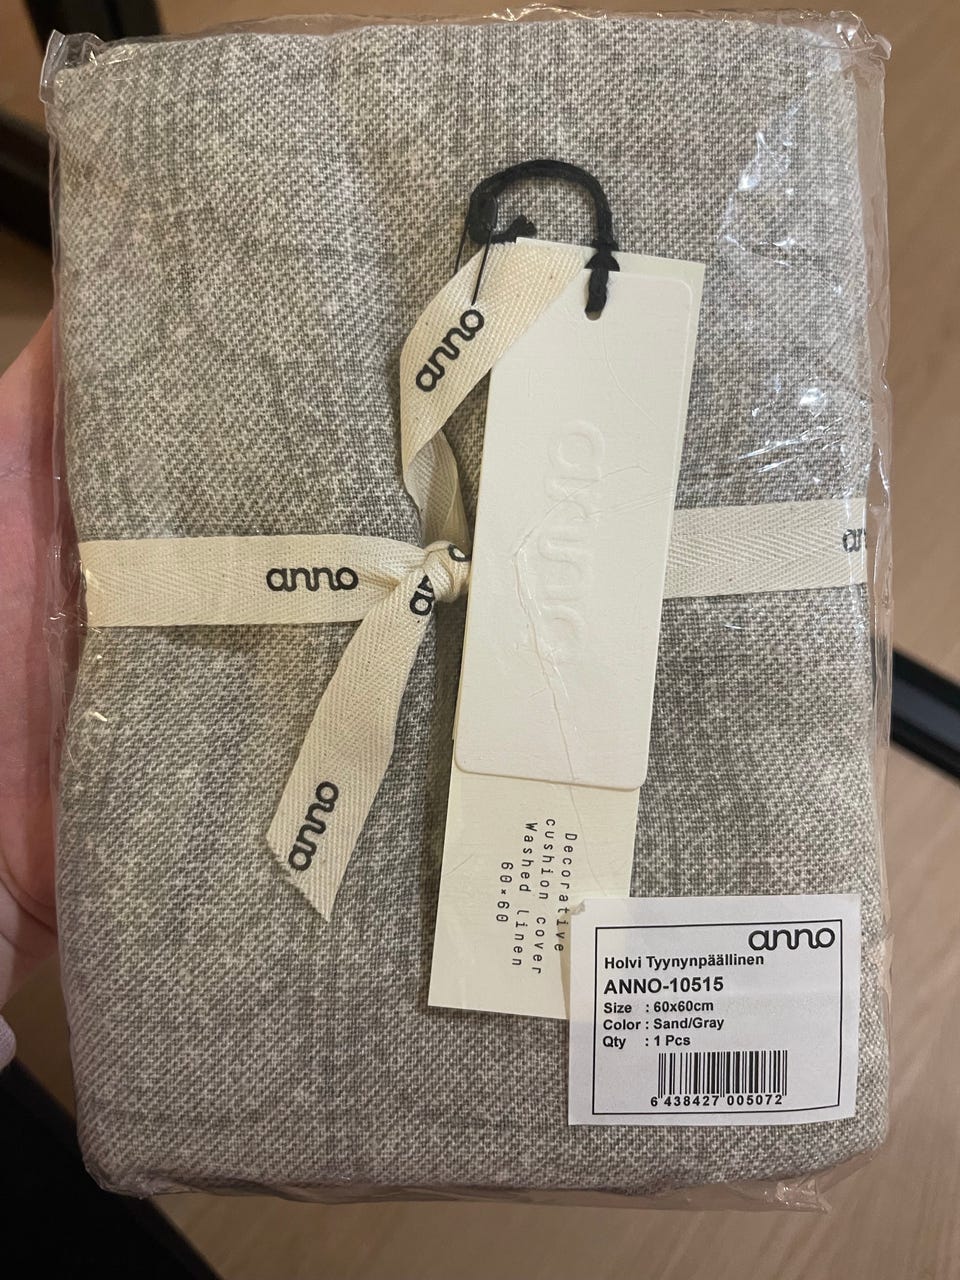 anno
anno
anno
an
anno
anno
Decorative
cushion cover
Washed linen
60×60
anno
Holvi Tyynynpäällinen
ANNO-10515
Size : 60x60cm
Color : Sand/Gray
Qty : 1 Pcs
6 438427 005072